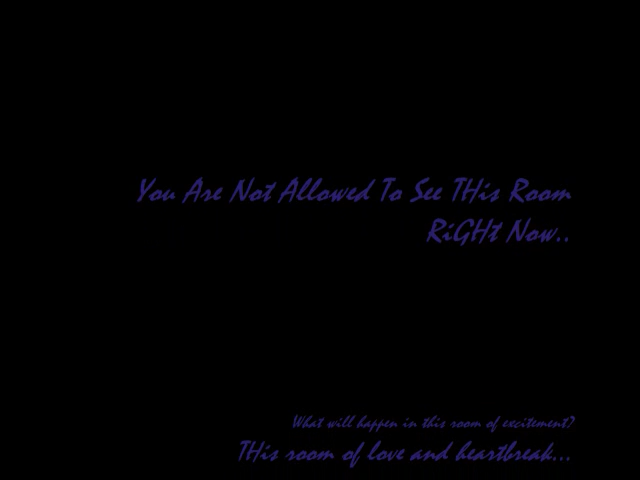 You Are Not Allowed To See THis Room
RiGHt Now..
What will happen in this room of excitement?
THis room of love and heartbreak...